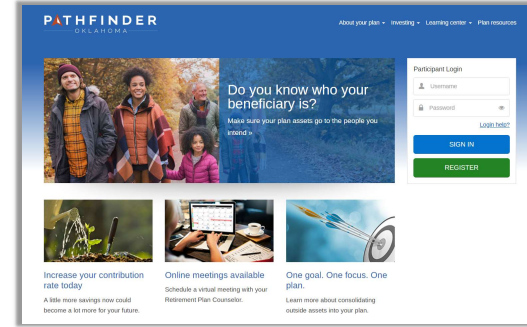 PATHFINDER
OKLAHOMA
About your plan Investing Learning center Plan resources
Do you know who your
beneficiary is?
Make sure your plan assets go to the people you
intend »
Participant Login
Username
Password
Login help?
SIGN IN
REGISTER
Increase your contribution
rate today
A little more savings now could
become a lot more for your future.
Online meetings available
Schedule a virtual meeting with your
Retirement Plan Counselor.
One goal. One focus. One
plan.
Learn more about consolidating
outside assets into your plan.